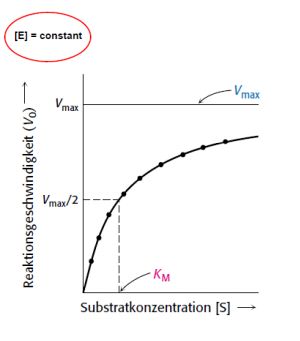 [E] = constant
Vmax
Vmax
Vmax/2
KM
Reaktionsgeschwindigkeit (V0)
Substratkonzentration [S]